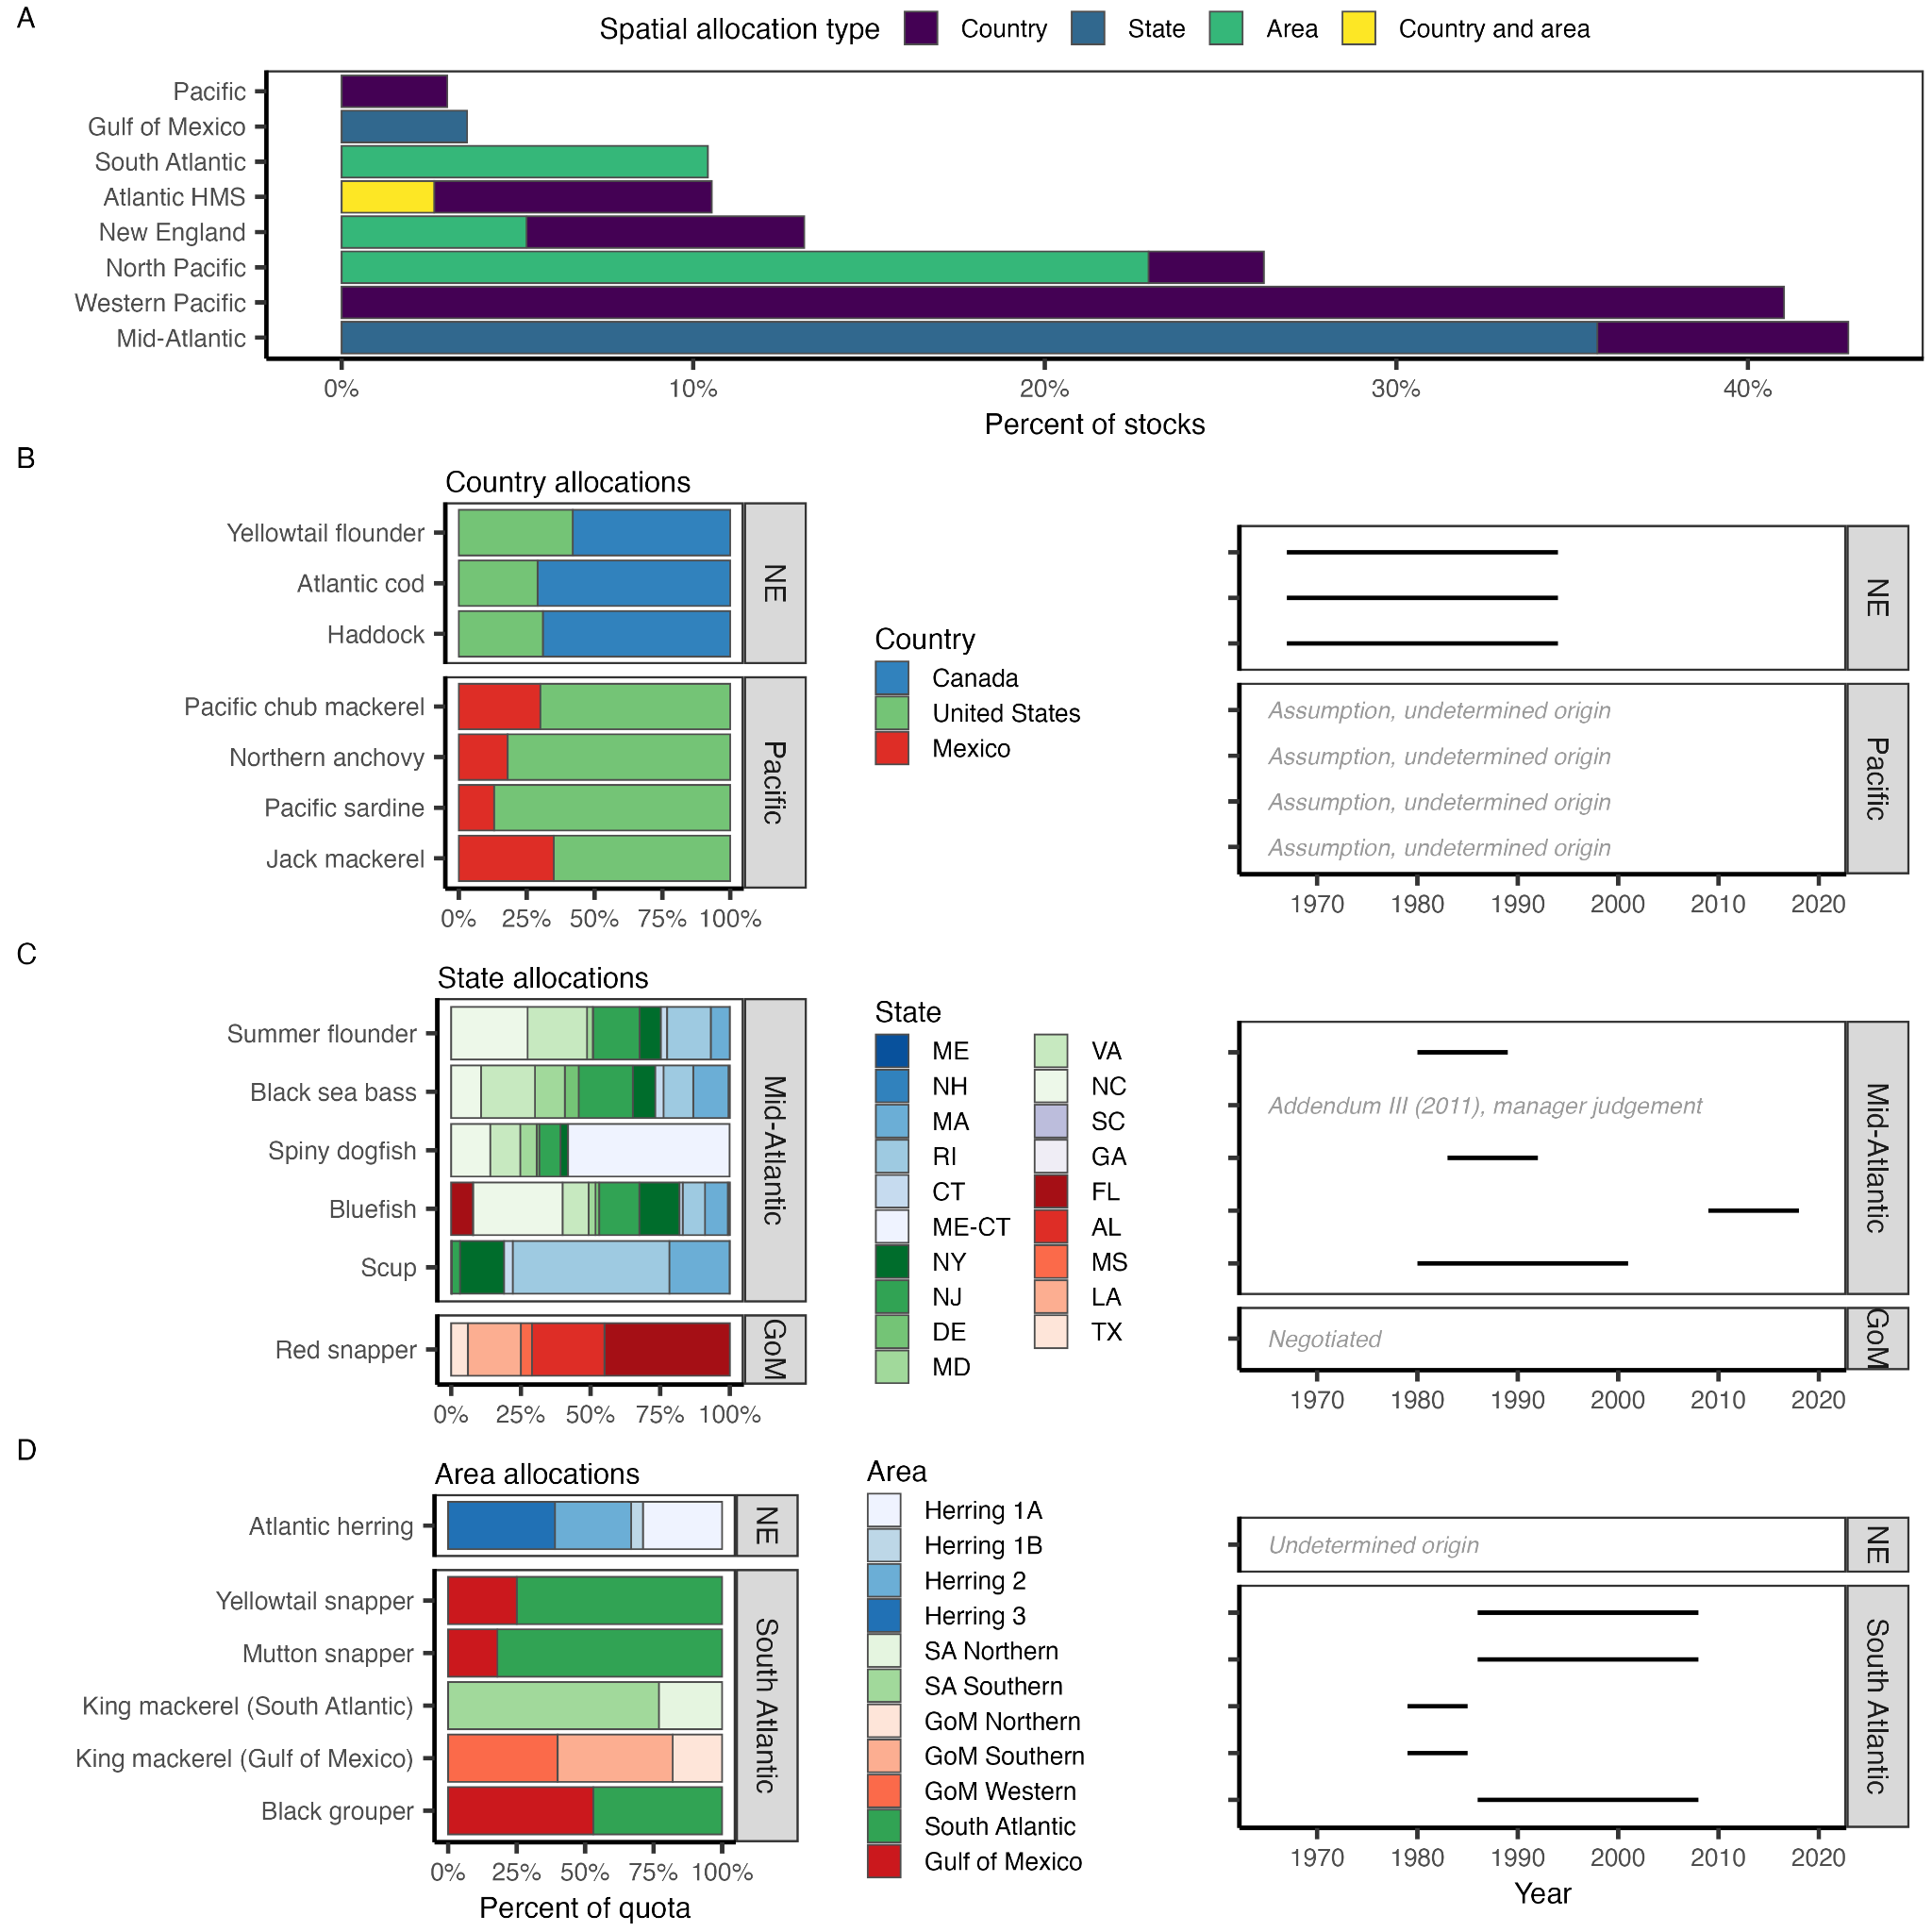 A
Spatial allocation type Country State Area Country and area
Pacific
Gulf of Mexico
South Atlantic
Atlantic HMS
New England
North Pacific
Western Pacific
Mid-Atlantic
0% 10% 20% 30% 40%
Percent of stocks
B
Country allocations
Yellowtail flounder
Atlantic cod
Haddock
NE
Pacific chub mackerel
Northern anchovy
Pacific sardine
Jack mackerel
Pacific
0% 25% 50% 75% 100%
Country
Canada
United States
Mexico
NE
Assumption, undetermined origin
Assumption, undetermined origin
Assumption, undetermined origin
Assumption, undetermined origin
Pacific
1970 1980 1990 2000 2010 2020
C
State allocations
Summer flounder
Black sea bass
Spiny dogfish
Bluefish
Scup
Mid-Atlantic
Red snapper
GoM
0% 25% 50% 75% 100%
State
ME
NH
MA
RI
CT
ME-CT
NY
NJ
DE
MD
VA
NC
SC
GA
FL
AL
MS
LA
TX
Addendum III (2011), manager judgement
Mid-Atlantic
Negotiated
GoM
1970 1980 1990 2000 2010 2020
D
Area allocations
Atlantic herring
NE
Yellowtail snapper
Mutton snapper
King mackerel (South Atlantic)
King mackerel (Gulf of Mexico)
Black grouper
South Atlantic
0% 25% 50% 75% 100%
Percent of quota
Area
Herring 1A
Herring 1B
Herring 2
Herring 3
SA Northern
SA Southern
GoM Northern
GoM Southern
GoM Western
South Atlantic
Gulf of Mexico
Undetermined origin
NE
South Atlantic
1970 1980 1990 2000 2010 2020
Year